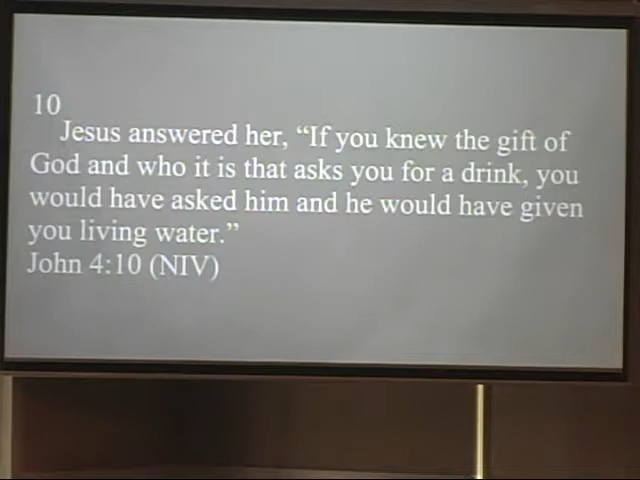 10
Jesus answered her, “If you knew the gift of
God and who it is that asks you for a drink, you
would have asked him and he would have given
you living water.”
John 4:10 (NIV)